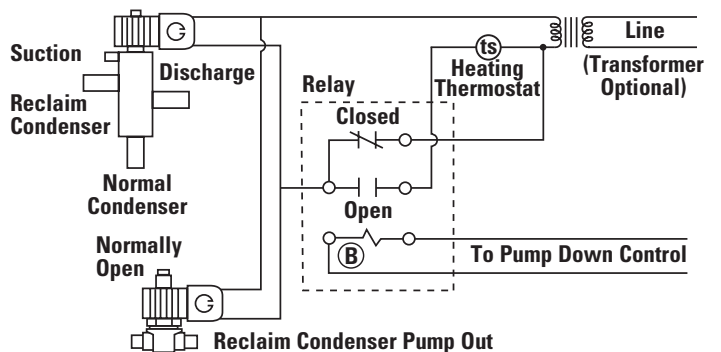 Suction
Discharge
Reclaim
Condenser
Normal
Condenser
Normally
Open
Reclaim Condenser Pump Out
Relay
Closed
Open
B
ts
Heating
Thermostat
Line
(Transformer
Optional)
To Pump Down Control